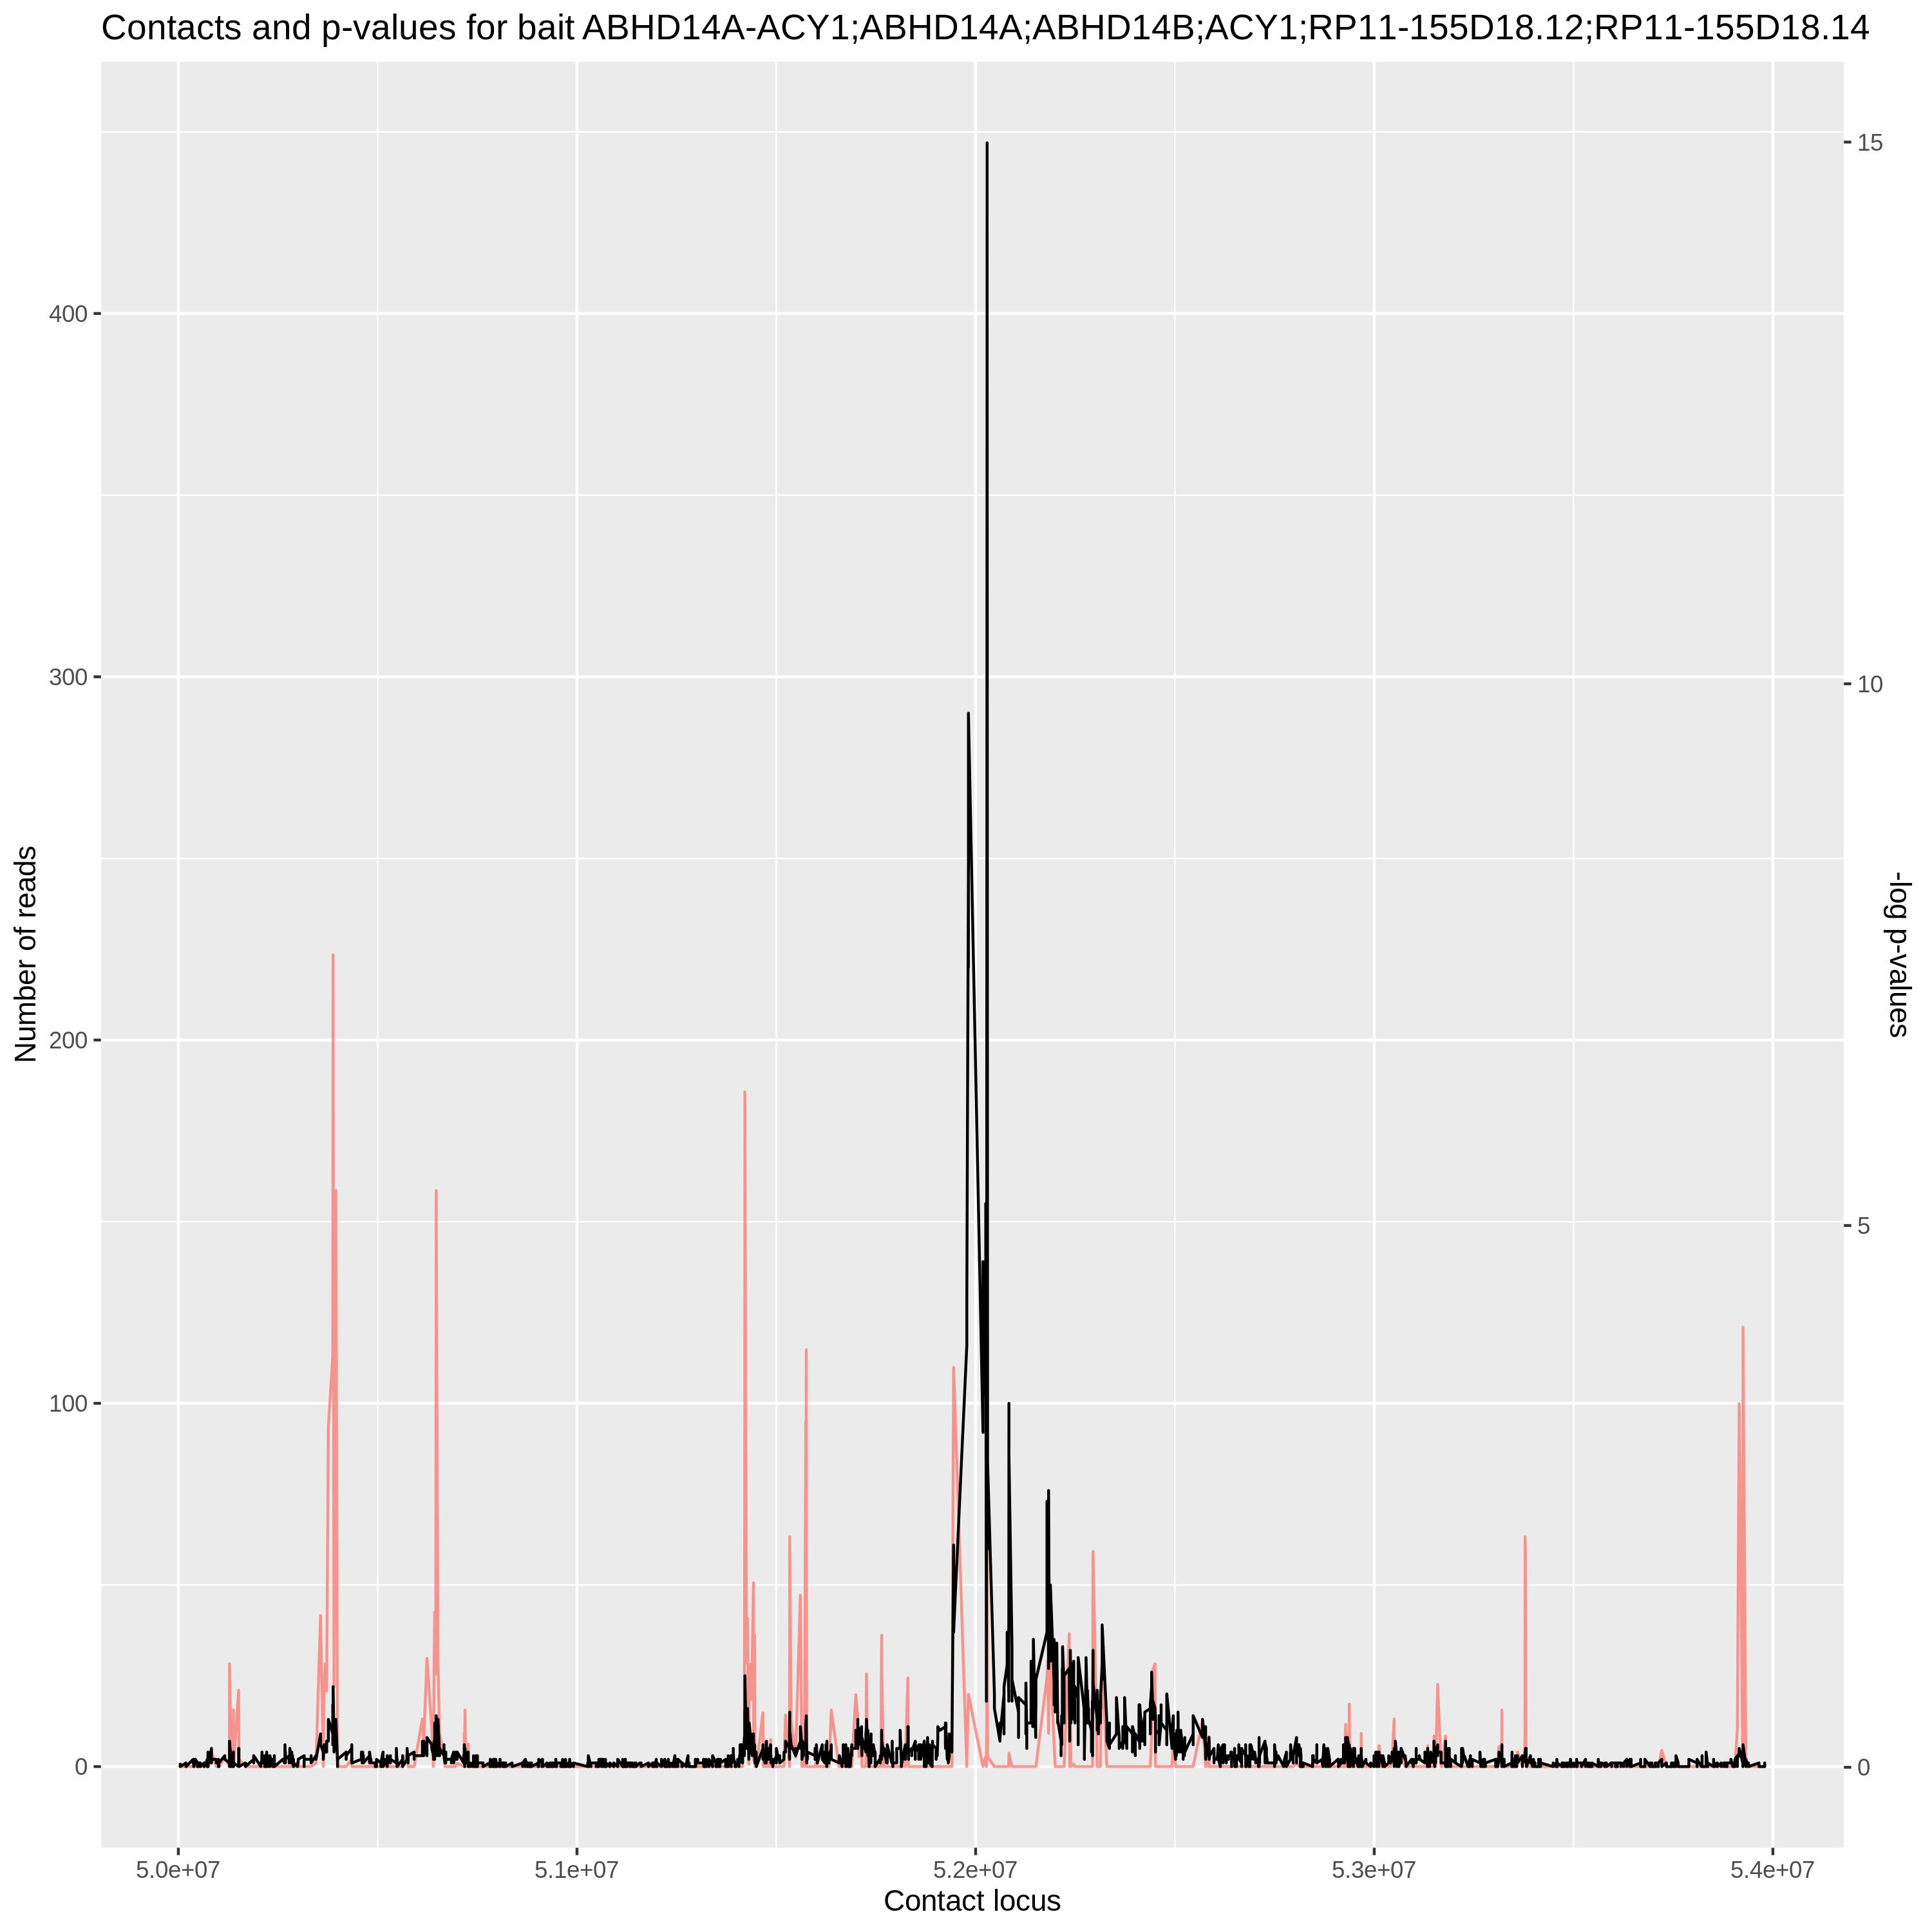 Contacts and p-values for bait ABHD14A-ACY1;ABHD14A;ABHD14B;ACY1;RP11-155D18.12;RP11-155D18.14
Number of reads
400
300
200
100
0
15
10
5
0
-log p-values
5.0e+07 5.1e+07 5.2e+07 5.3e+07 5.4e+07
Contact locus